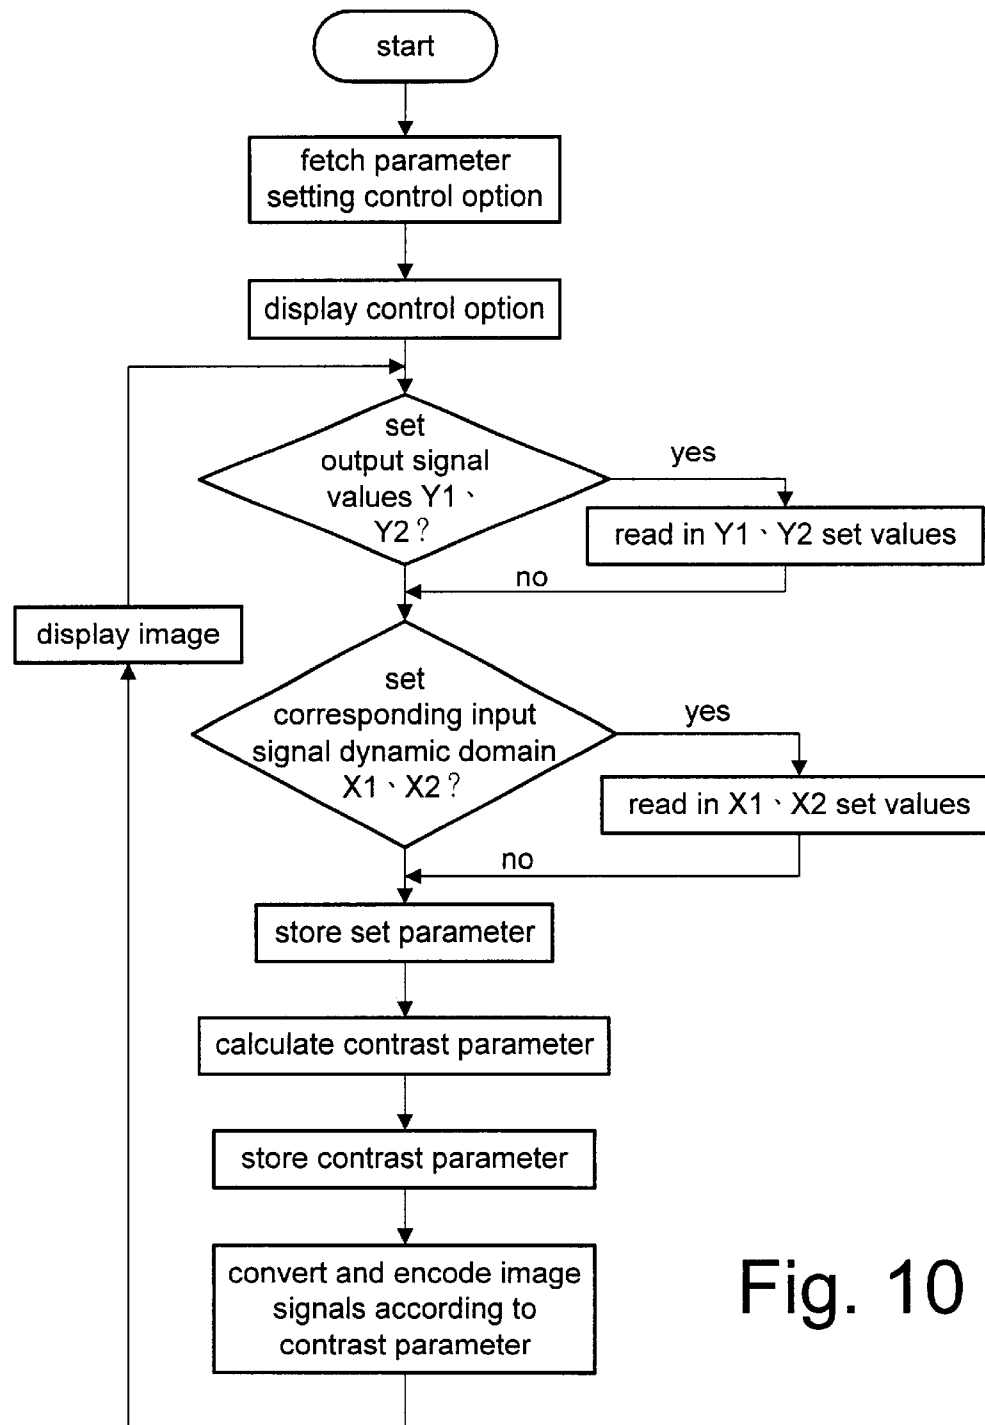 start
fetch parameter
setting control option
display control option
set
output signal
values Y1、
Y2？
yes
read in Y1、Y2 set values
no
display image
set
corresponding input
signal dynamic domain
X1、X2？
yes
read in X1、X2 set values
no
store set parameter
calculate contrast parameter
store contrast parameter
convert and encode image
signals according to
contrast parameter
Fig. 10